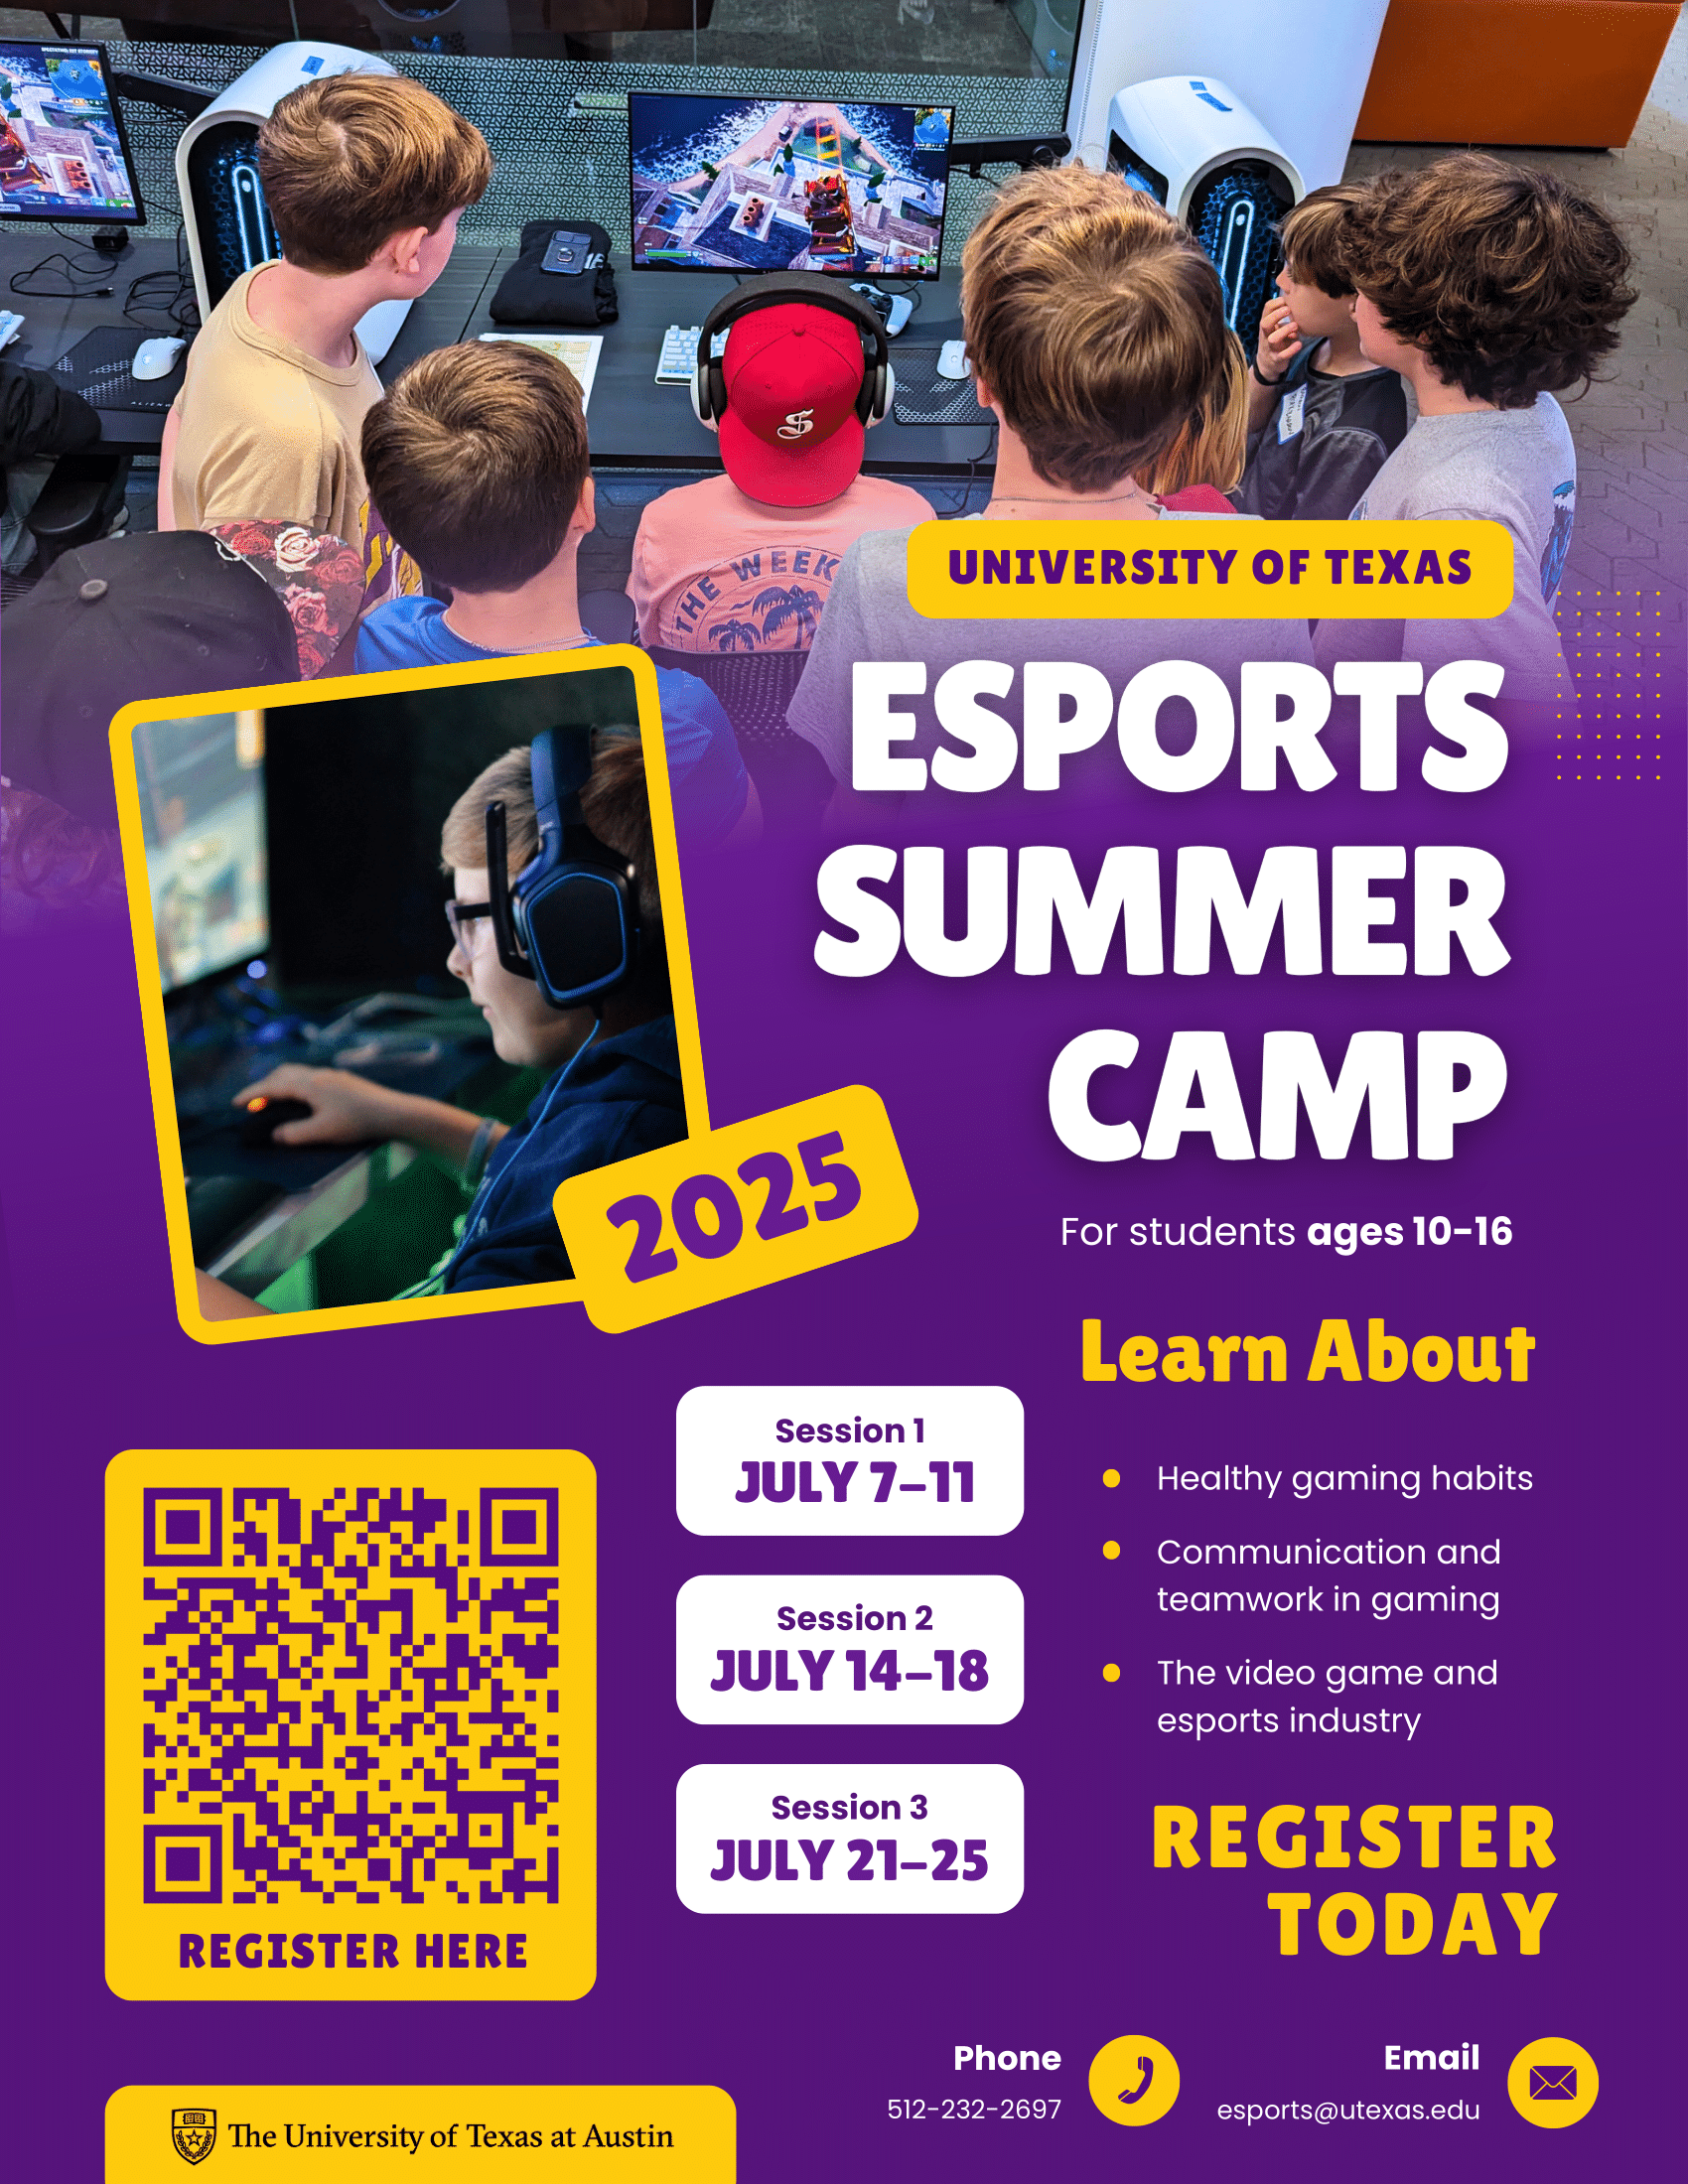 THE WEEK
UNIVERSITY OF TEXAS
ESPORTS
SUMMER
CAMP
2025
For students ages 10-16
Learn About
Healthy gaming habits
Communication and
teamwork in gaming
The video game and
esports industry
Session 1
JULY 7–11
Session 2
JULY 14–18
Session 3
JULY 21–25
REGISTER HERE
REGISTER
TODAY
Phone
512-232-2697
Email
esports@utexas.edu
The University of Texas at Austin